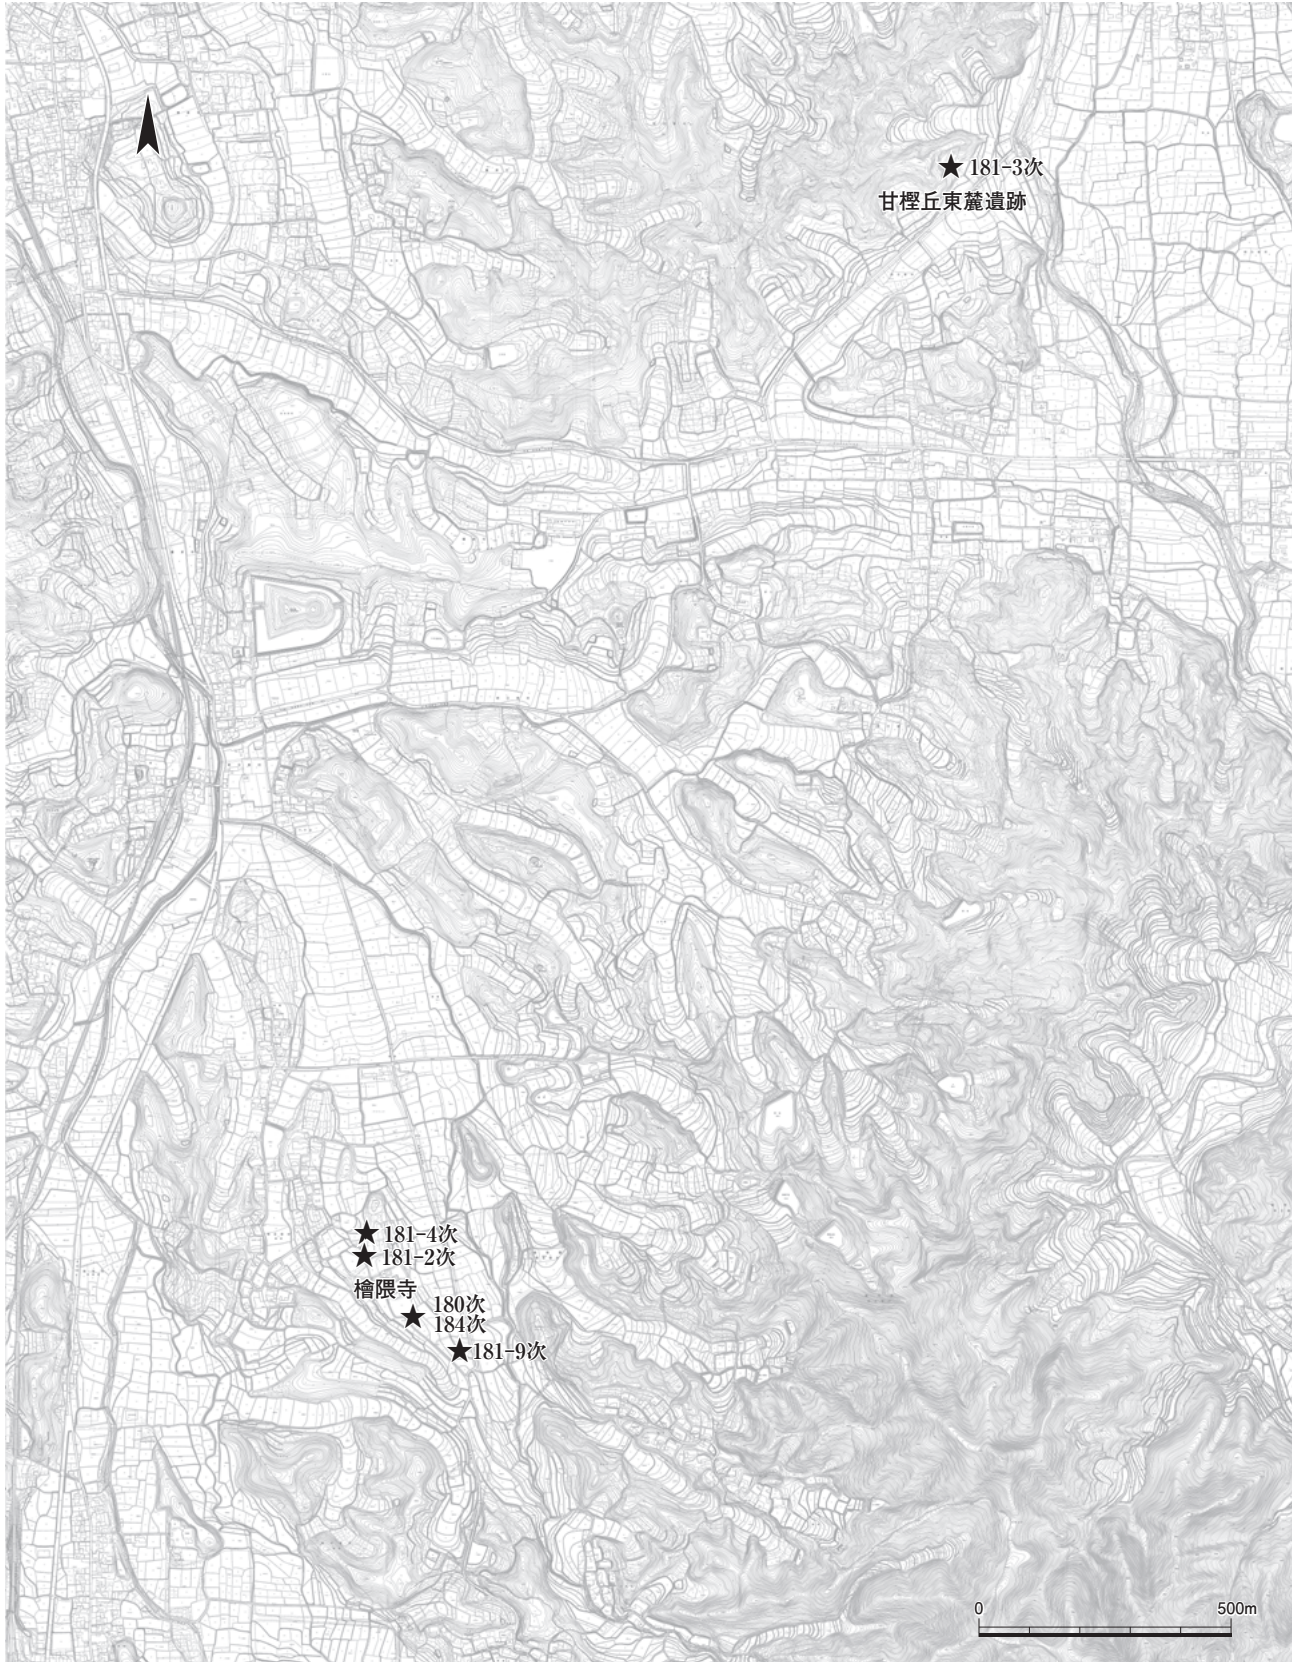 ★ 181-3次
甘樫丘東麓遺跡
★ 181-4次
★ 181-2次
檜隈寺
★ 180次
184次
★ 181-9次
0 500m